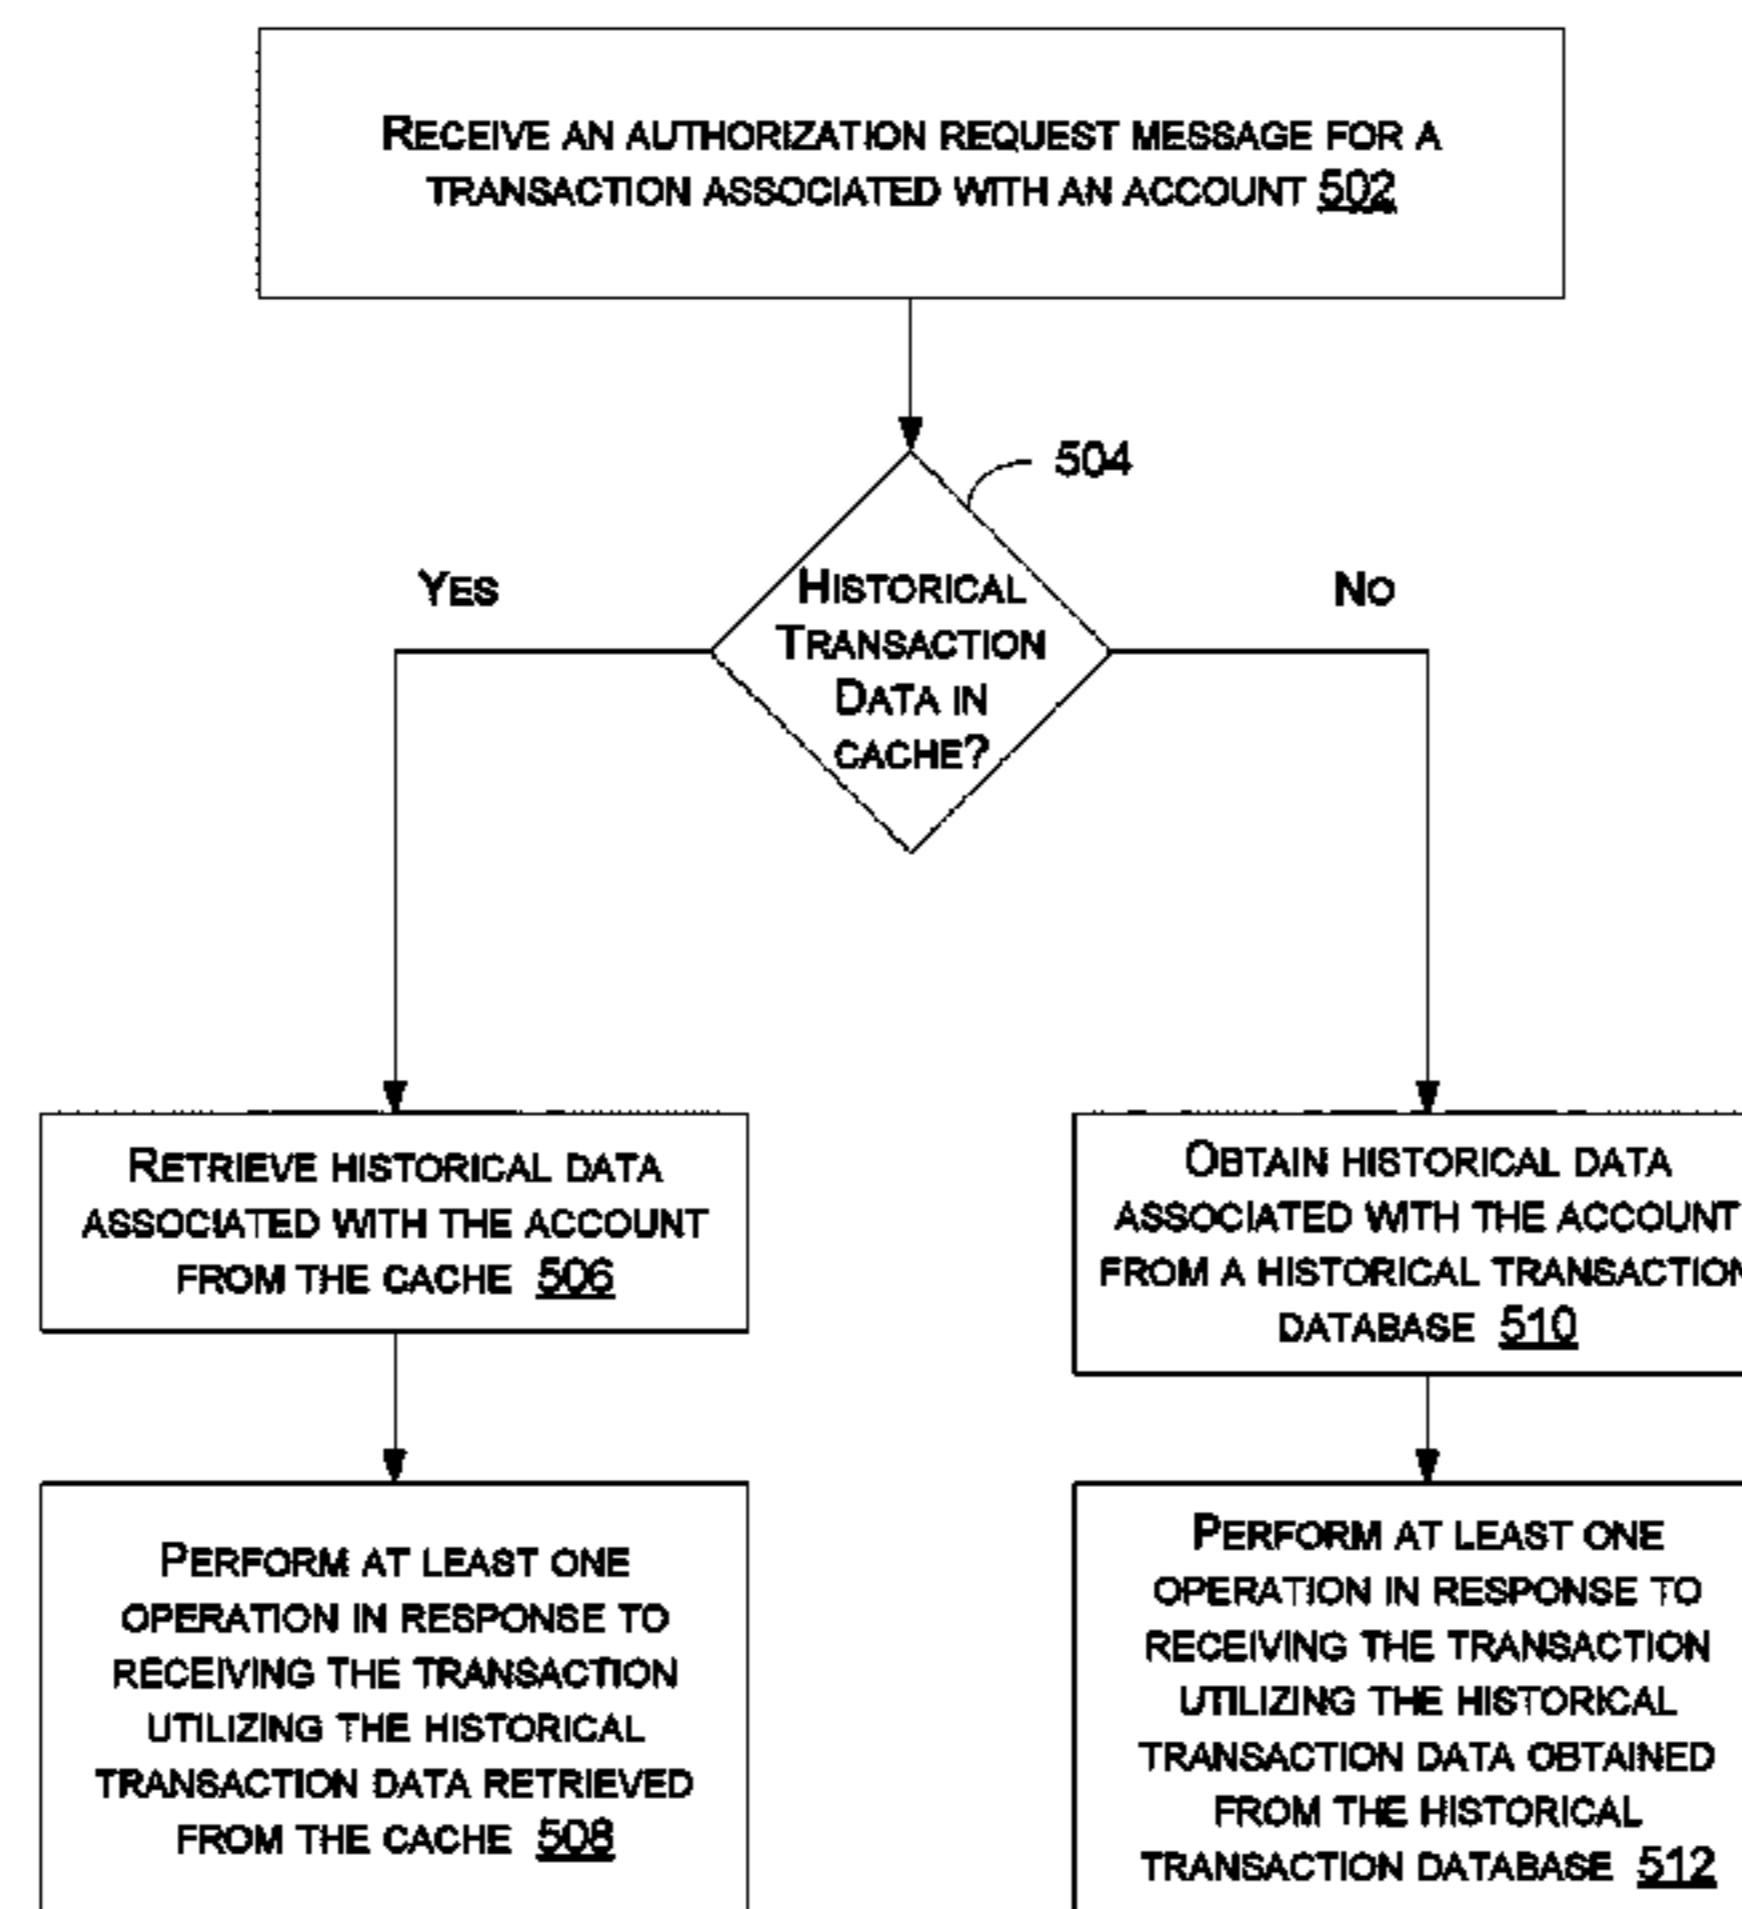 RECEIVE AN AUTHORIZATION REQUEST MESSAGE FOR A
TRANSACTION ASSOCIATED WITH AN ACCOUNT 502
504
YES
NO
HISTORICAL
TRANSACTION
DATA IN
CACHE?
RETRIEVE HISTORICAL DATA
ASSOCIATED WITH THE ACCOUNT
FROM THE CACHE 506
OBTAIN HISTORICAL DATA
ASSOCIATED WITH THE ACCOUNT
FROM A HISTORICAL TRANSACTION
DATABASE 510
PERFORM AT LEAST ONE
OPERATION IN RESPONSE TO
RECEIVING THE TRANSACTION
UTILIZING THE HISTORICAL
TRANSACTION DATA RETRIEVED
FROM THE CACHE 508
PERFORM AT LEAST ONE
OPERATION IN RESPONSE TO
RECEIVING THE TRANSACTION
UTILIZING THE HISTORICAL
TRANSACTION DATA OBTAINED
FROM THE HISTORICAL
TRANSACTION DATABASE 512